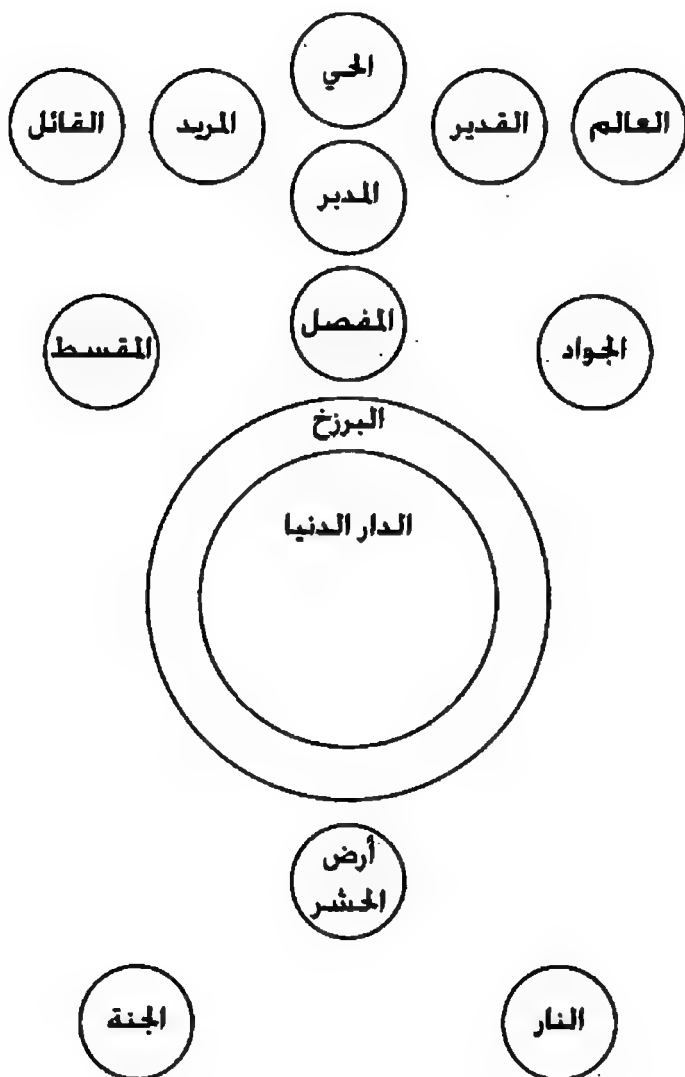 الحي
العالم
القدير
المريد
القائل
المدبر
المفصل
الجواد
المقسط
البرزخ
الدار الدنيا
أرض
الحشر
النار
الجنة